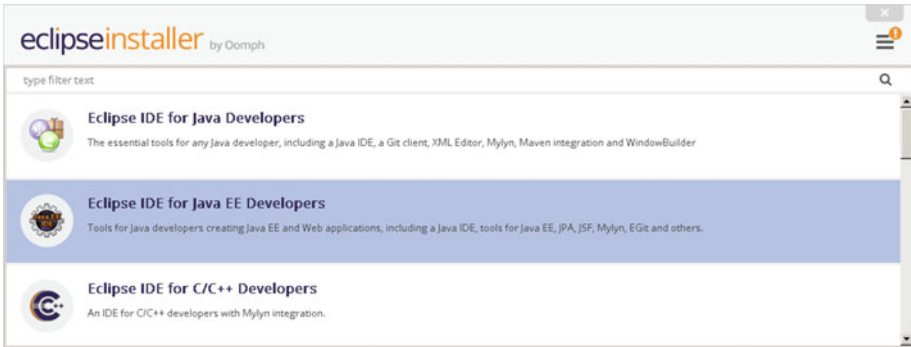 eclipseinstaller by Oomph
type filter text
Eclipse IDE for Java Developers
The essential tools for any Java developer, including a Java IDE, a Git client, XML Editor, Mylyn, Maven integration and WindowBuilder
Eclipse IDE for Java EE Developers
Java EE
IDE
Tools for Java developers creating Java EE and Web applications, including a Java IDE, tools for Java EE, JPA, JSF, Mylyn, EGit and others.
Eclipse IDE for C/C++ Developers
C++
An IDE for C/C++ developers with Mylyn integration.